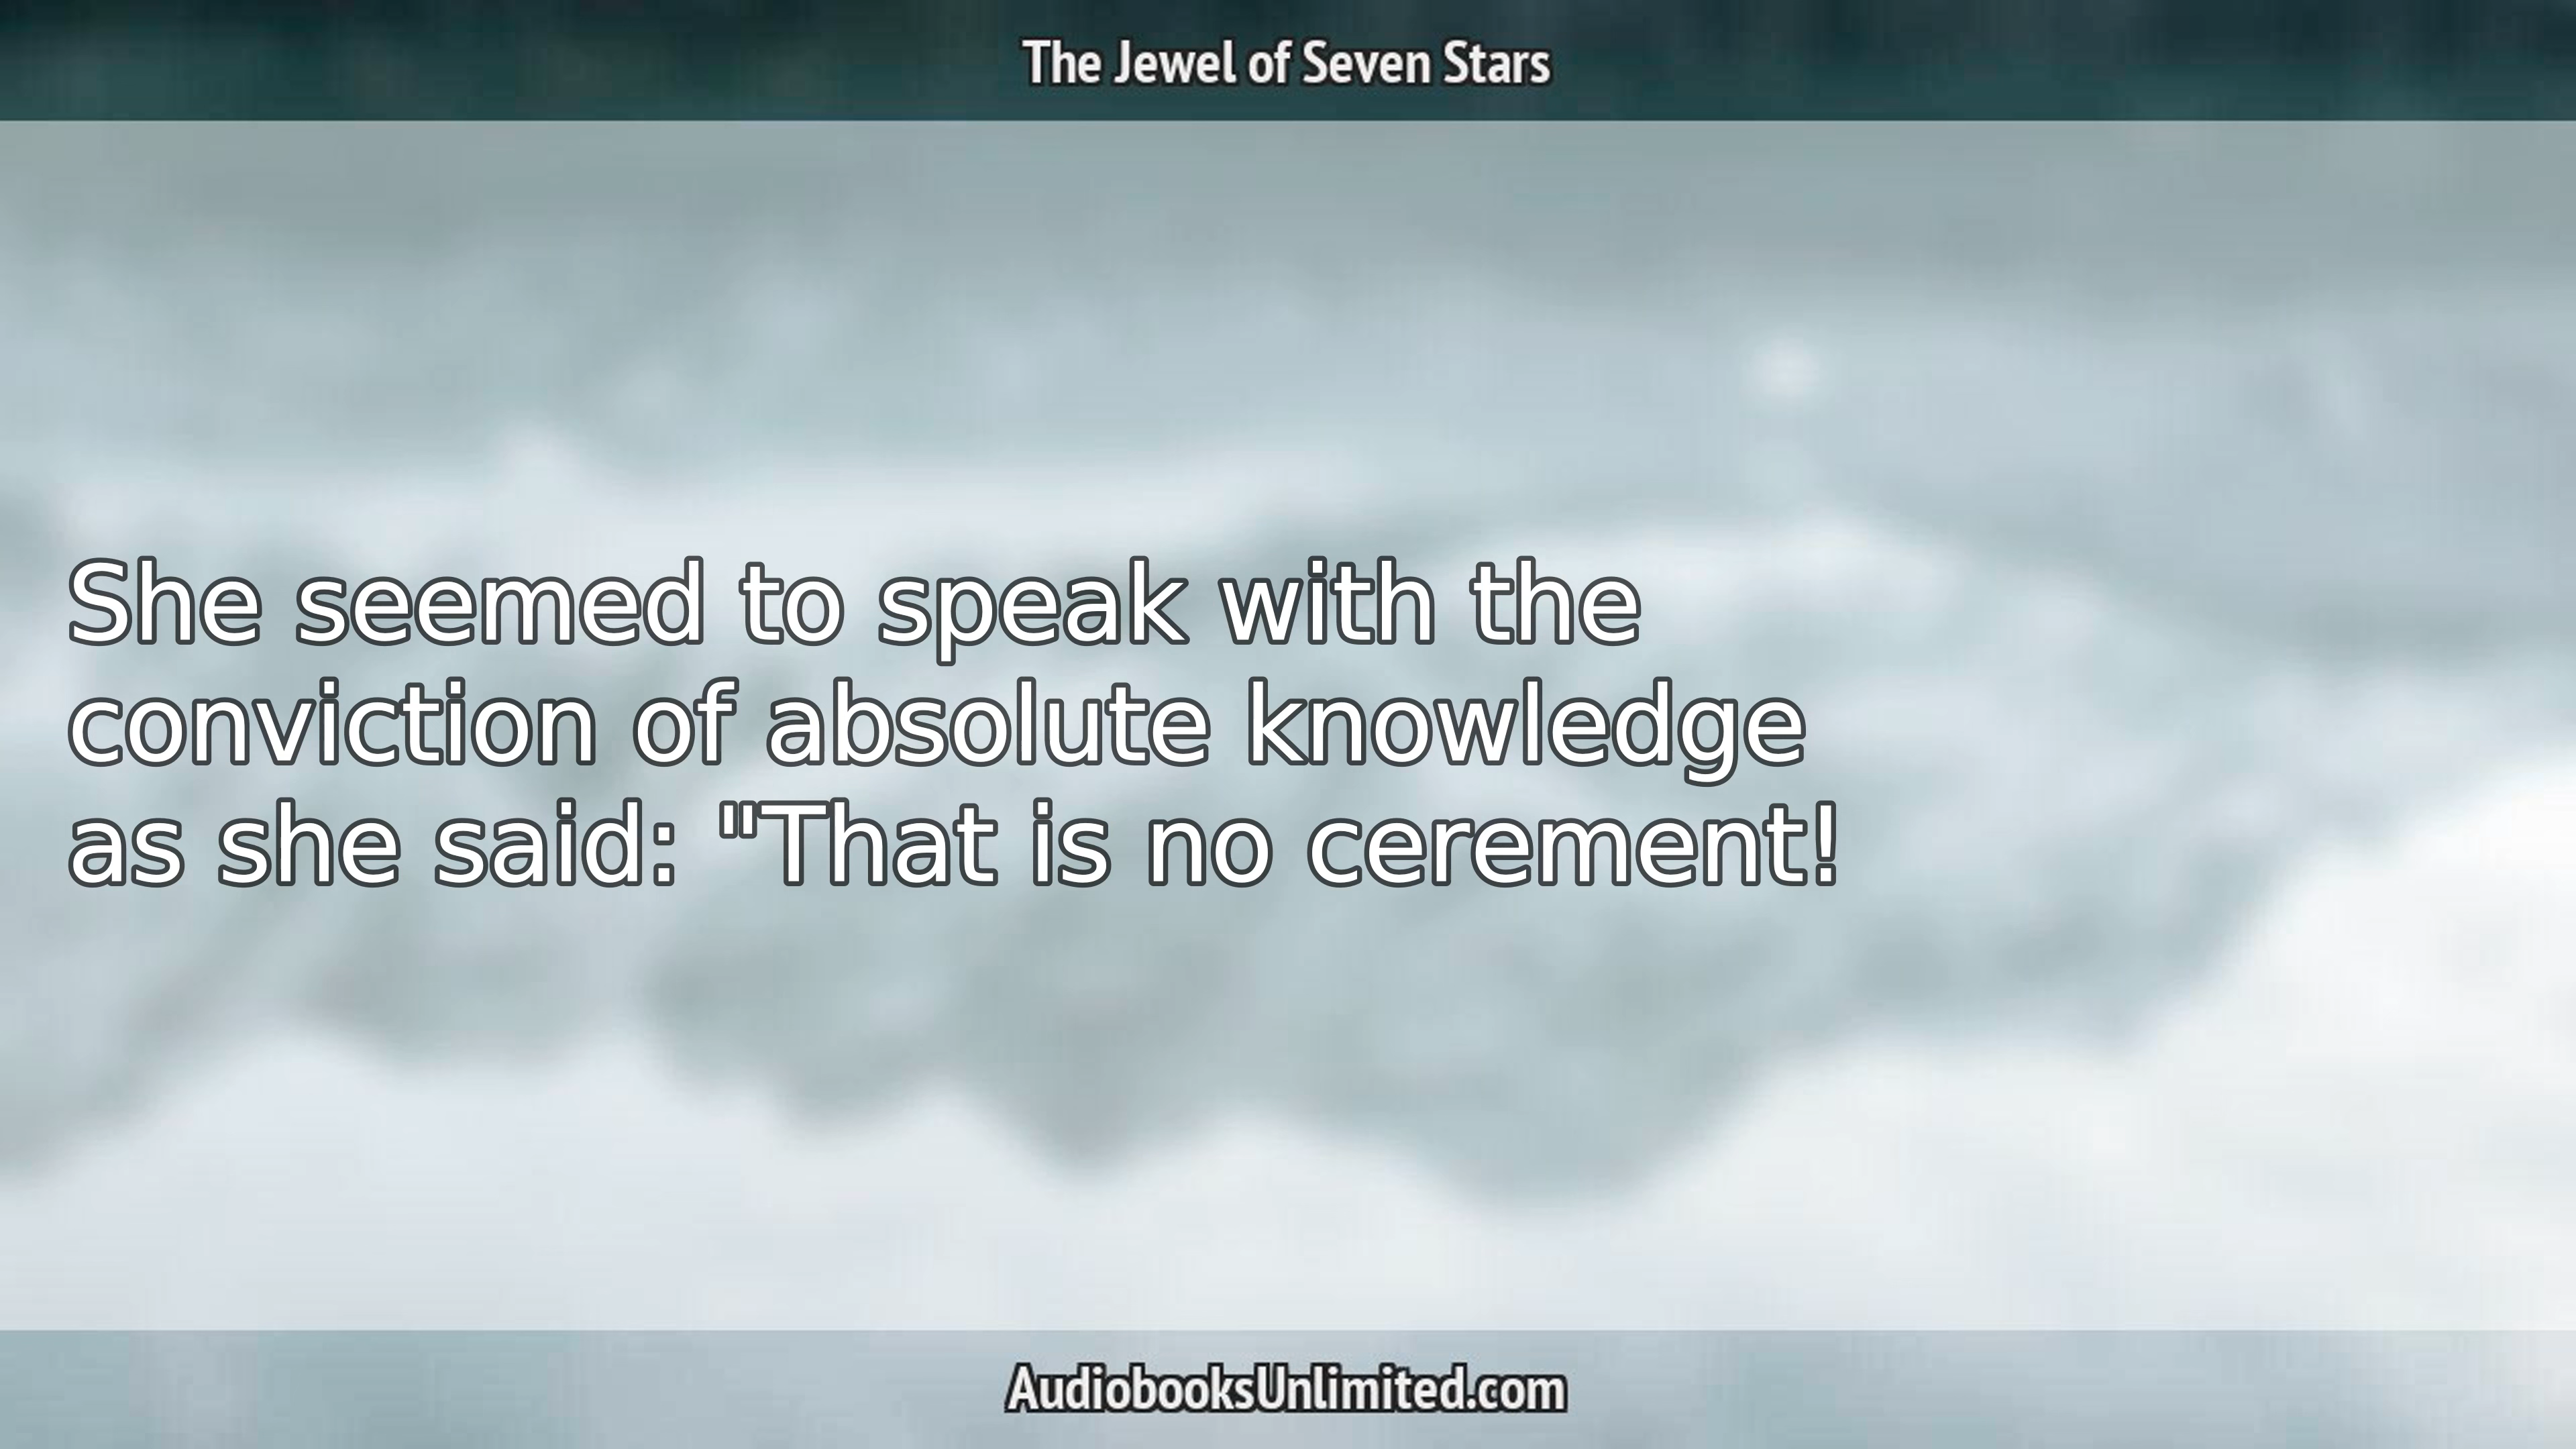 The Jewel of Seven Stars
She seemed to speak with the
conviction of absolute knowledge
as she said: "That is no cerement!
AudiobooksUnlimited.com